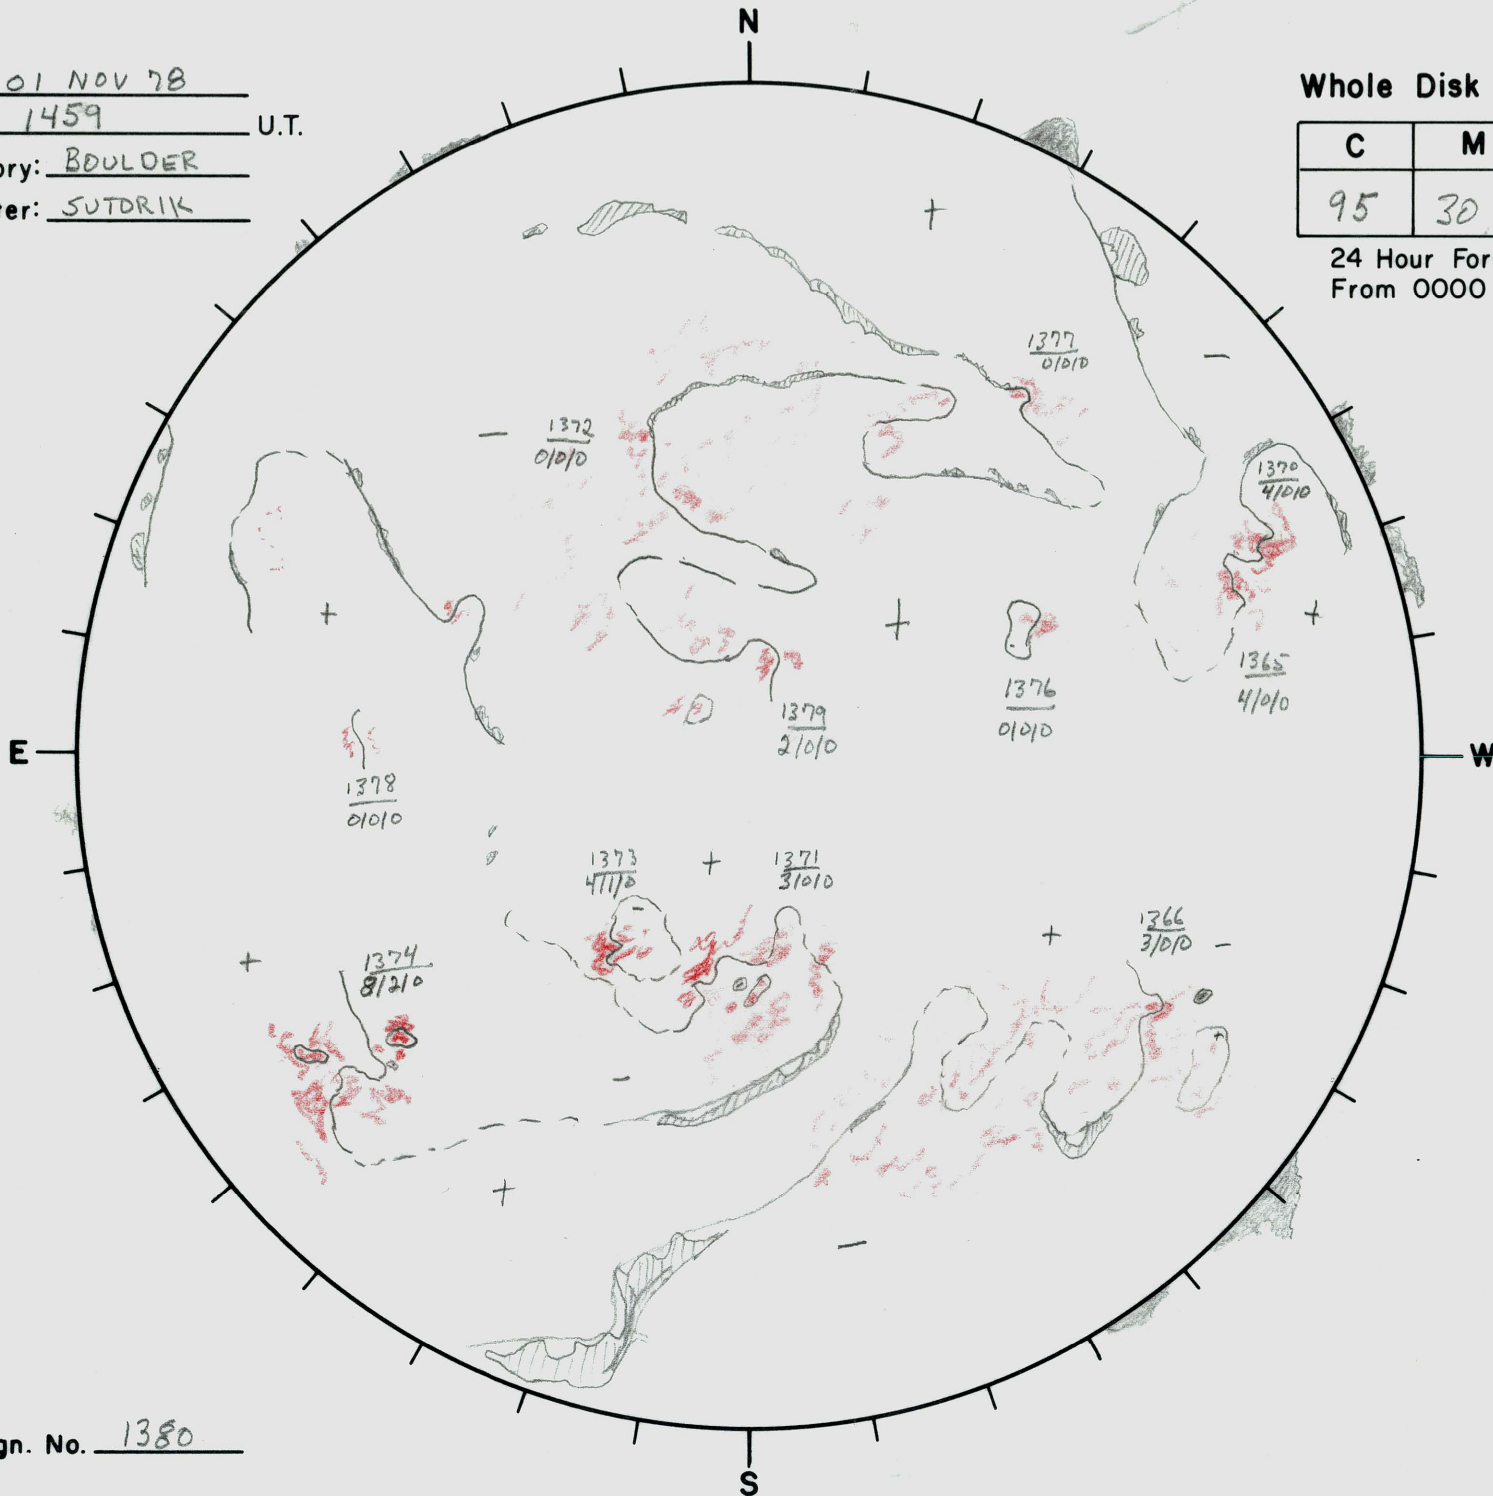 N
01 NOV 78
1459 U.T.
ory: BOULDER
er: SUTORIK
Whole Disk
C M
95 30
24 Hour For
From 0000
+
1377
0/0/0
-
1372
0/0/0
-
1370
4/0/0
+
+
+
1365
4/0/0
1376
0/0/0
1379
2/0/0
E
W
1378
0/0/0
1373
4/1/0
+
1371
3/0/0
-
1366
3/0/0
+
-
+
1374
8/2/0
+
-
+
-
gn. No. 1380
S